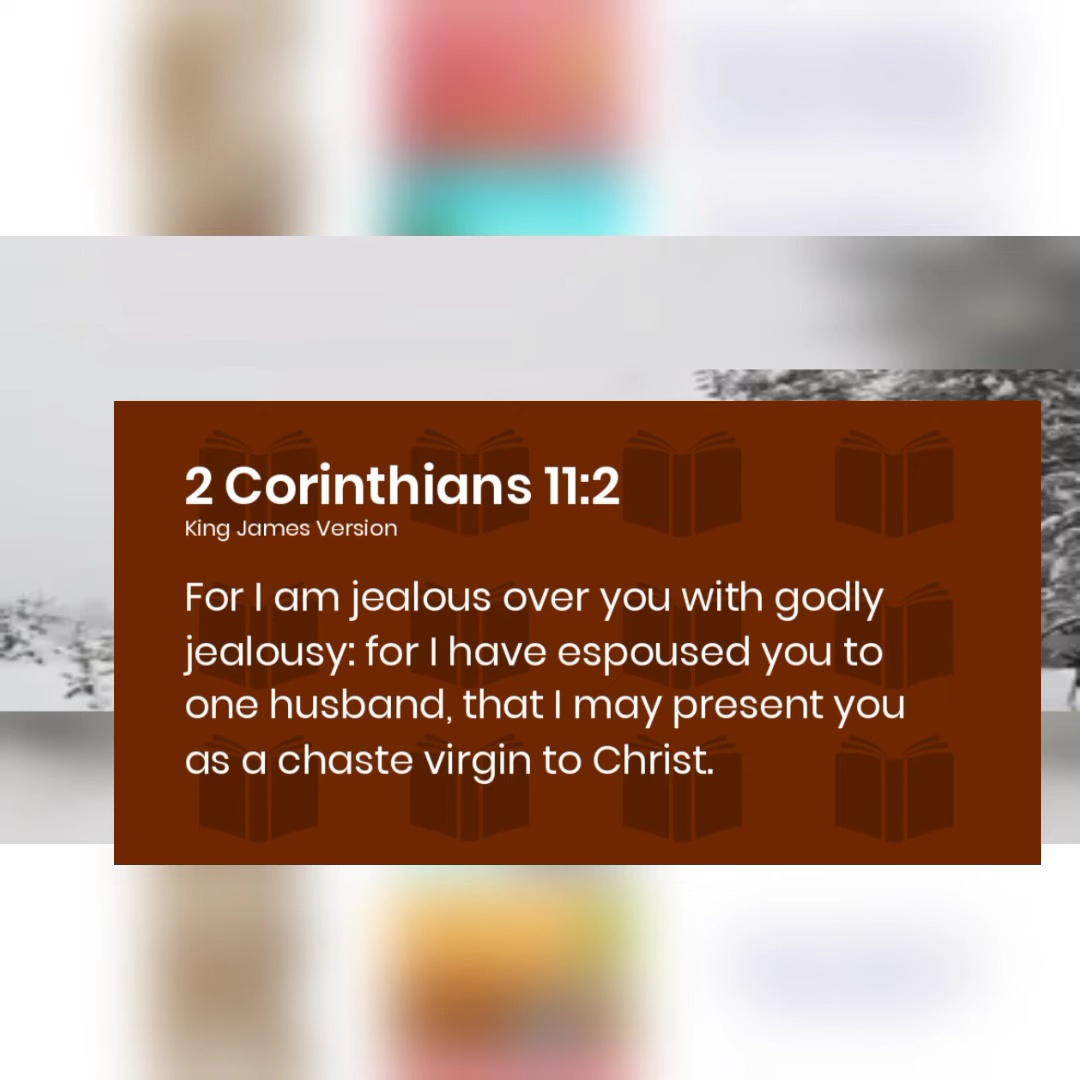 2 Corinthians 11:2
King James Version
For I am jealous over you with godly
jealousy: for I have espoused you to
one husband, that I may present you
as a chaste virgin to Christ.